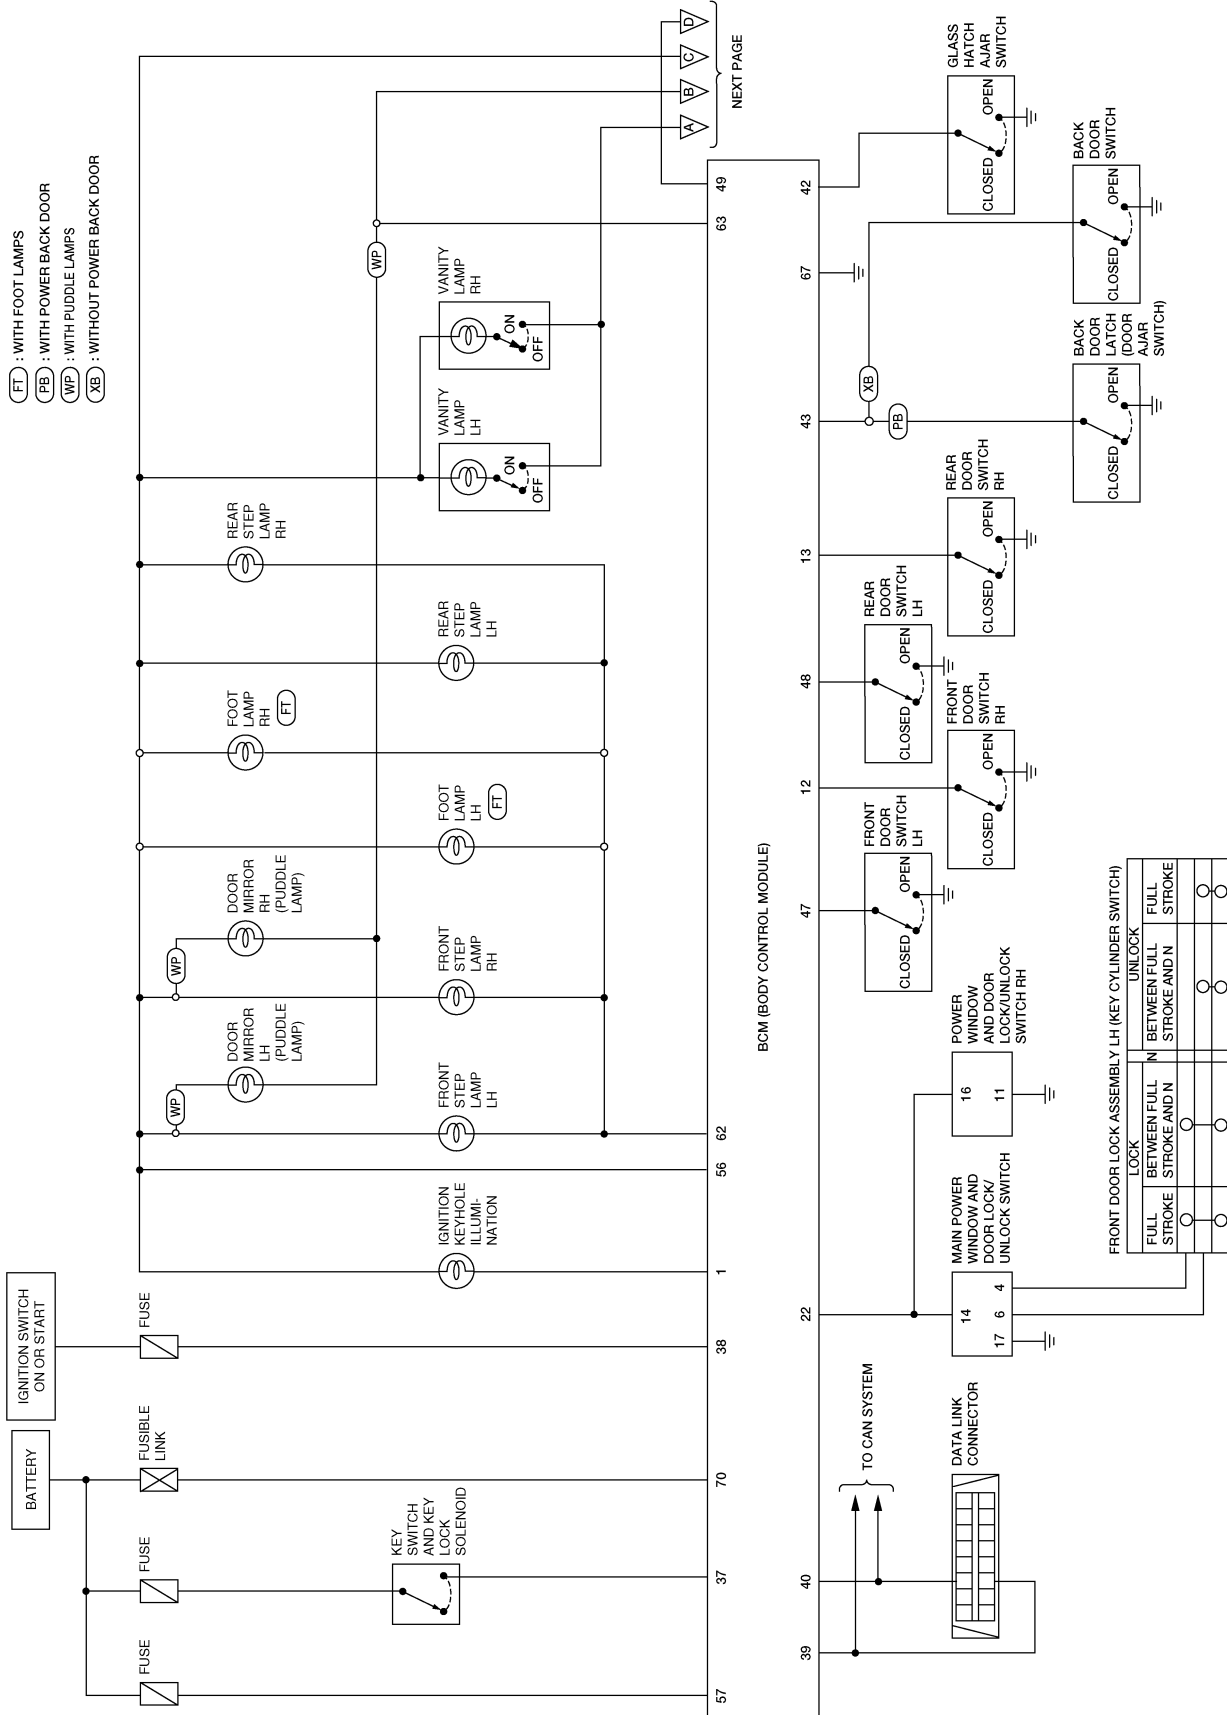 FT : WITH FOOT LAMPS
PB : WITH POWER BACK DOOR
WP : WITH PUDDLE LAMPS
XB : WITHOUT POWER BACK DOOR
BATTERY
IGNITION SWITCH
ON OR START
FUSE
FUSE
FUSIBLE
LINK
FUSE
KEY
SWITCH
AND KEY
LOCK
SOLENOID
IGNITION
KEYHOLE
ILLUMI-
NATION
WP
DOOR
MIRROR
LH
(PUDDLE
LAMP)
FRONT
STEP
LAMP
LH
WP
DOOR
MIRROR
RH
(PUDDLE
LAMP)
FRONT
STEP
LAMP
RH
FOOT
LAMP
LH
FT
FOOT
LAMP
RH
FT
REAR
STEP
LAMP
LH
REAR
STEP
LAMP
RH
VANITY
LAMP
LH
ON
OFF
VANITY
LAMP
RH
ON
OFF
WP
A
B
C
D
NEXT PAGE
57
37
70
38
1
56
62
63
49
BCM (BODY CONTROL MODULE)
39
40
22
47
12
48
13
43
67
42
TO CAN SYSTEM
DATA LINK
CONNECTOR
MAIN POWER
WINDOW AND
DOOR LOCK/
UNLOCK SWITCH
14
17
6
4
POWER
WINDOW
AND DOOR
LOCK/UNLOCK
SWITCH RH
16
11
FRONT
DOOR
SWITCH
LH
CLOSED
OPEN
FRONT
DOOR
SWITCH
RH
CLOSED
OPEN
REAR
DOOR
SWITCH
LH
CLOSED
OPEN
REAR
DOOR
SWITCH
RH
CLOSED
OPEN
XB
PB
BACK
DOOR
LATCH
(DOOR
AJAR
SWITCH)
CLOSED
OPEN
BACK
DOOR
SWITCH
CLOSED
OPEN
GLASS
HATCH
AJAR
SWITCH
CLOSED
OPEN
FRONT DOOR LOCK ASSEMBLY LH (KEY CYLINDER SWITCH)
LOCK
N
UNLOCK
FULL
STROKE
BETWEEN FULL
STROKE AND N
BETWEEN FULL
STROKE AND N
FULL
STROKE